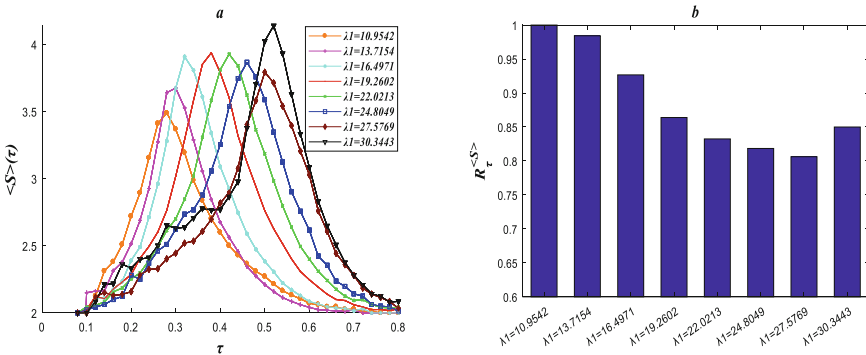 a
4
3.5
3
2.5
2
0
0.1
0.2
0.3
0.4
0.5
0.6
0.7
0.8
τ
<S>(τ)
λ1=10.9542
λ1=13.7154
λ1=16.4971
λ1=19.2602
λ1=22.0213
λ1=24.8049
λ1=27.5769
λ1=30.3443
b
1
0.95
0.9
0.85
0.8
0.75
0.7
0.65
0.6
R τ <S>
λ1=10.9542
λ1=13.7154
λ1=16.4971
λ1=19.2602
λ1=22.0213
λ1=24.8049
λ1=27.5769
λ1=30.3443